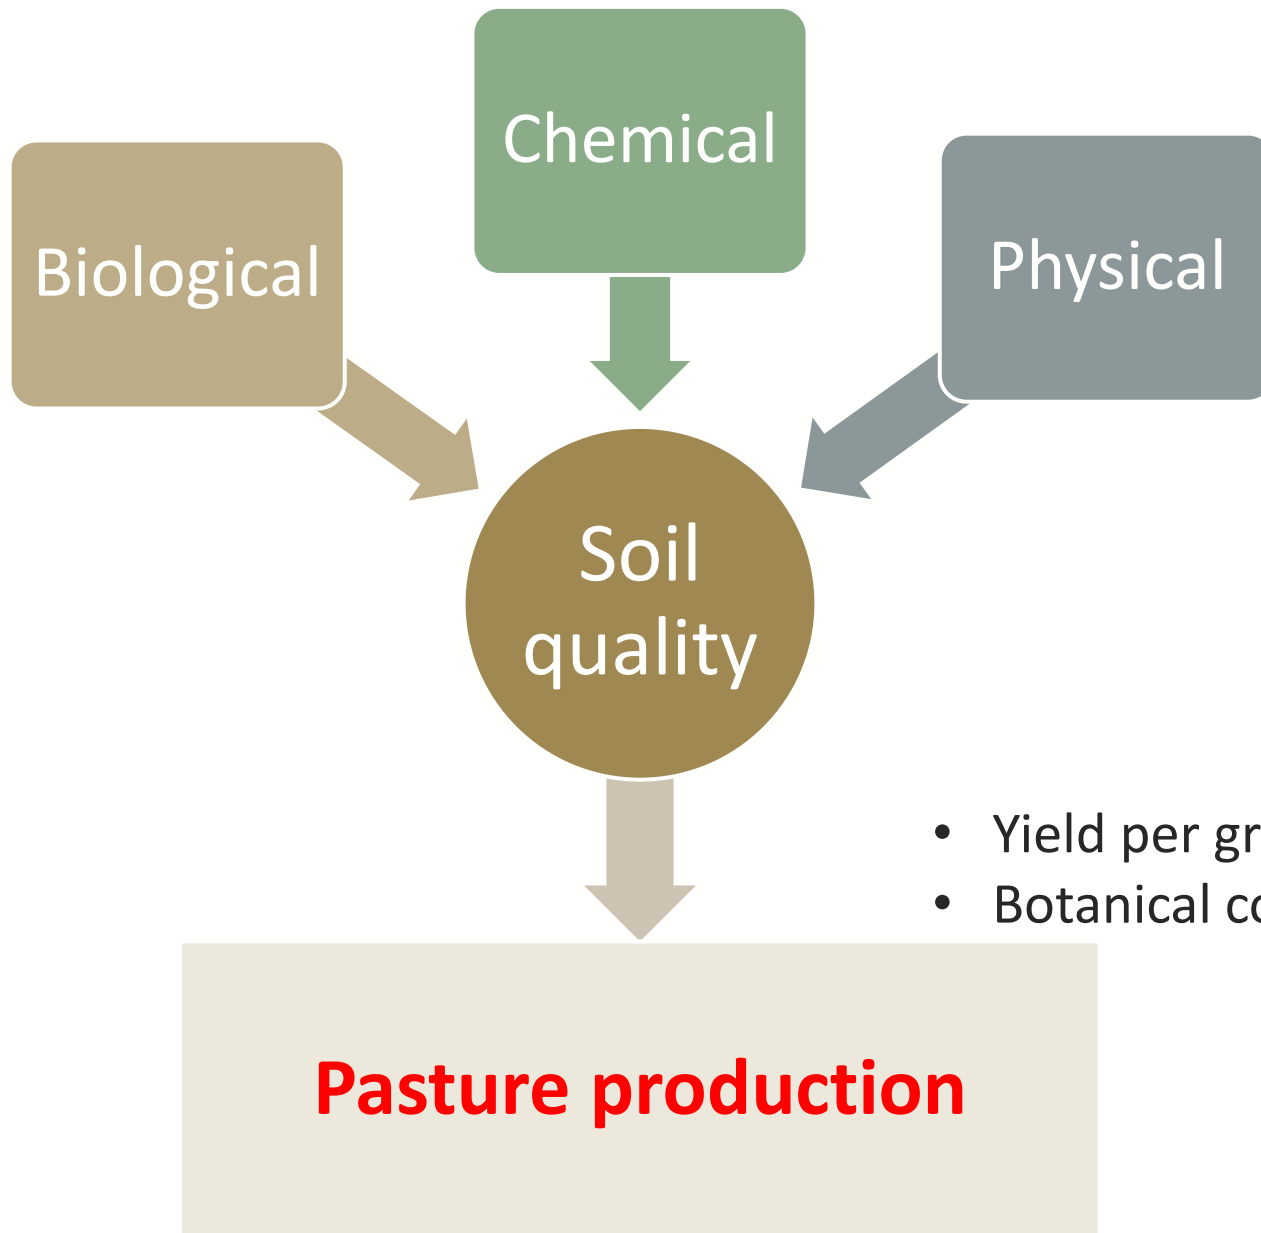 Chemical
Biological
Physical
Soil
quality
• Yield per
• Botanical
Pasture production